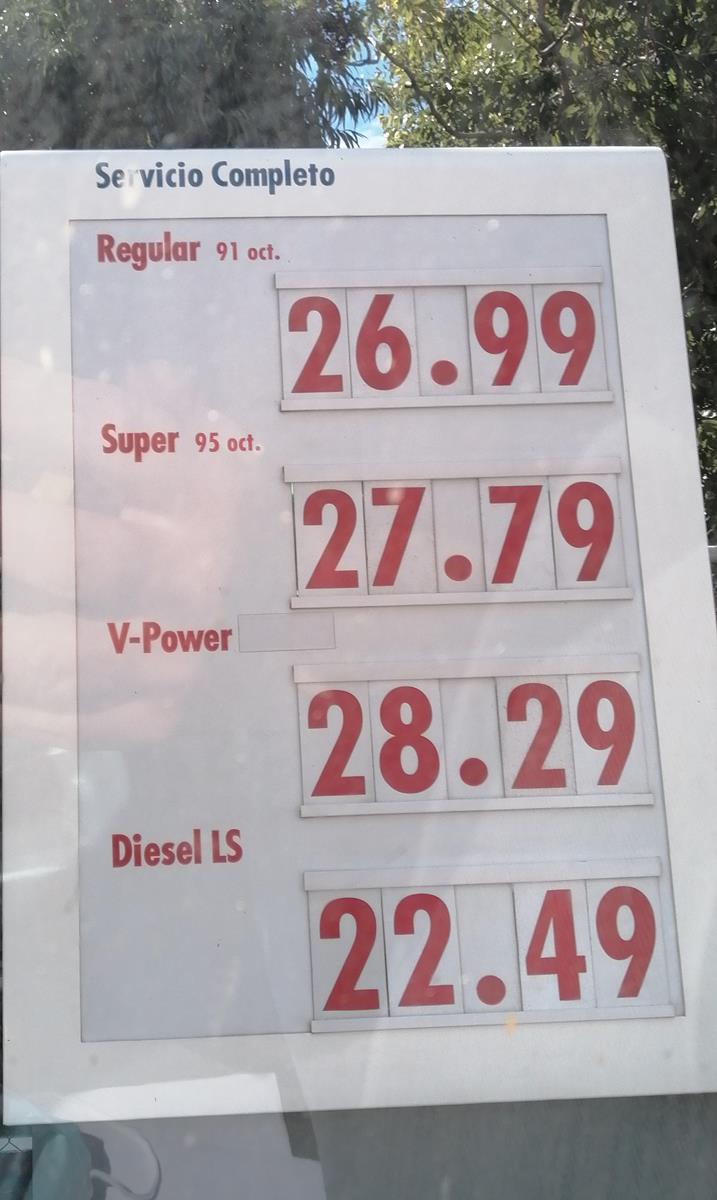 Servicio Completo
Regular 91 oct.
26.99
Super 95 oct.
27.79
V-Power
28.29
Diesel LS
22.49